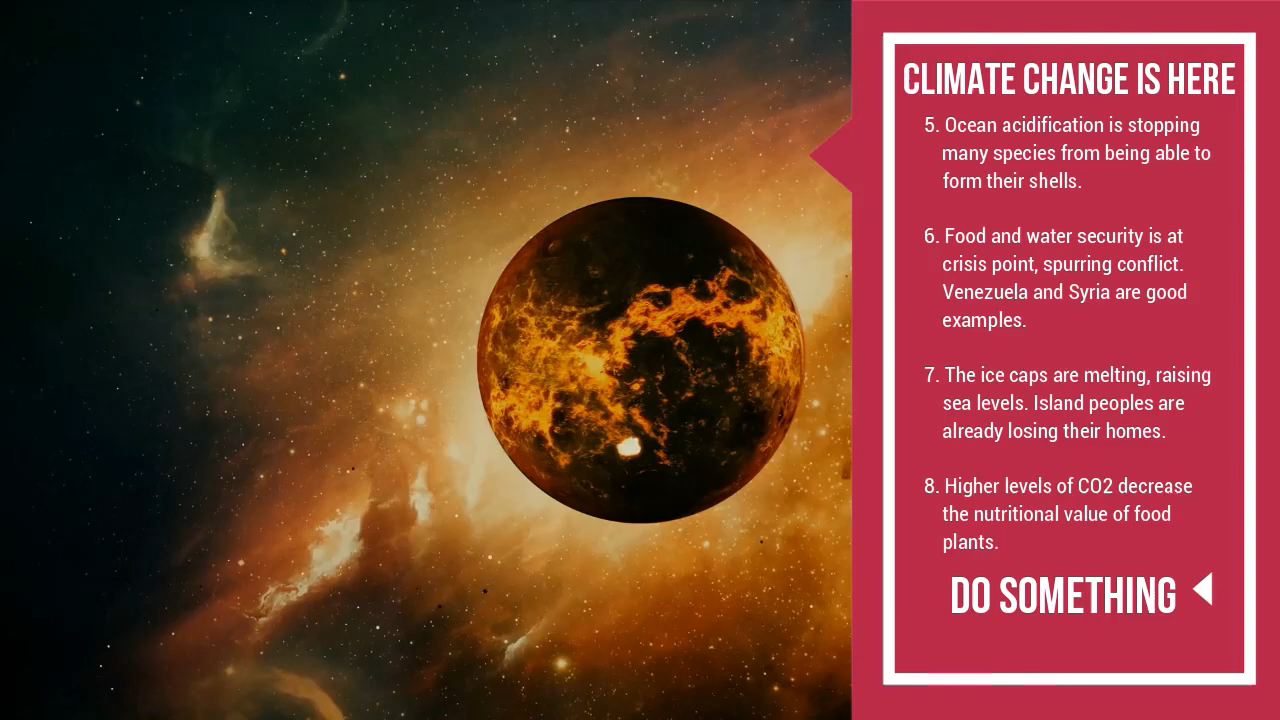 CLIMATE CHANGE IS HERE
5. Ocean acidification is stopping
many species from being able to
form their shells.
6. Food and water security is at
crisis point, spurring conflict.
Venezuela and Syria are good
examples.
7. The ice caps are melting, raising
sea levels. Island peoples are
already losing their homes.
8. Higher levels of CO2 decrease
the nutritional value of food
plants.
DO SOMETHING